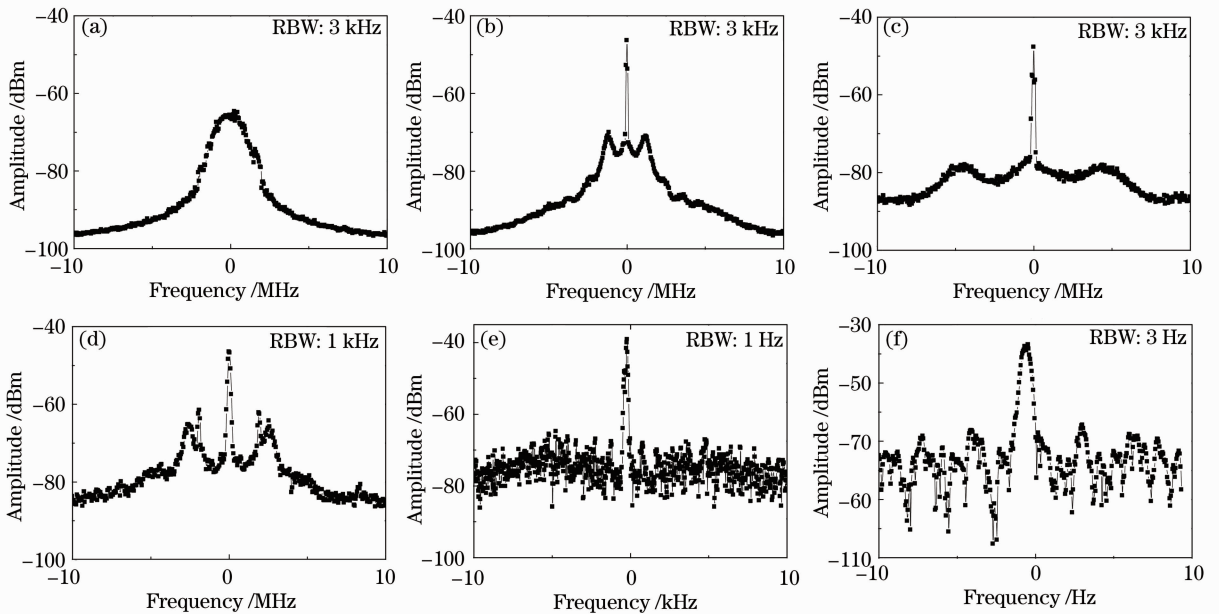 (a)
RBW: 3 kHz
−40
−60
−80
−100
−10
0
10
Amplitude /dBm
Frequency /MHz
(b)
RBW: 3 kHz
−40
−60
−80
−100
−10
0
10
Amplitude /dBm
Frequency /MHz
(c)
RBW: 3 kHz
−40
−60
−80
−100
−10
0
10
Amplitude /dBm
Frequency /MHz
(d)
RBW: 1 kHz
−40
−60
−80
−100
−10
0
10
Amplitude /dBm
Frequency /MHz
(e)
RBW: 1 Hz
−40
−60
−80
−100
−10
0
10
Amplitude /dBm
Frequency /kHz
(f)
RBW: 3 Hz
−30
−50
−70
−60
−110
−10
0
10
Amplitude /dBm
Frequency /Hz